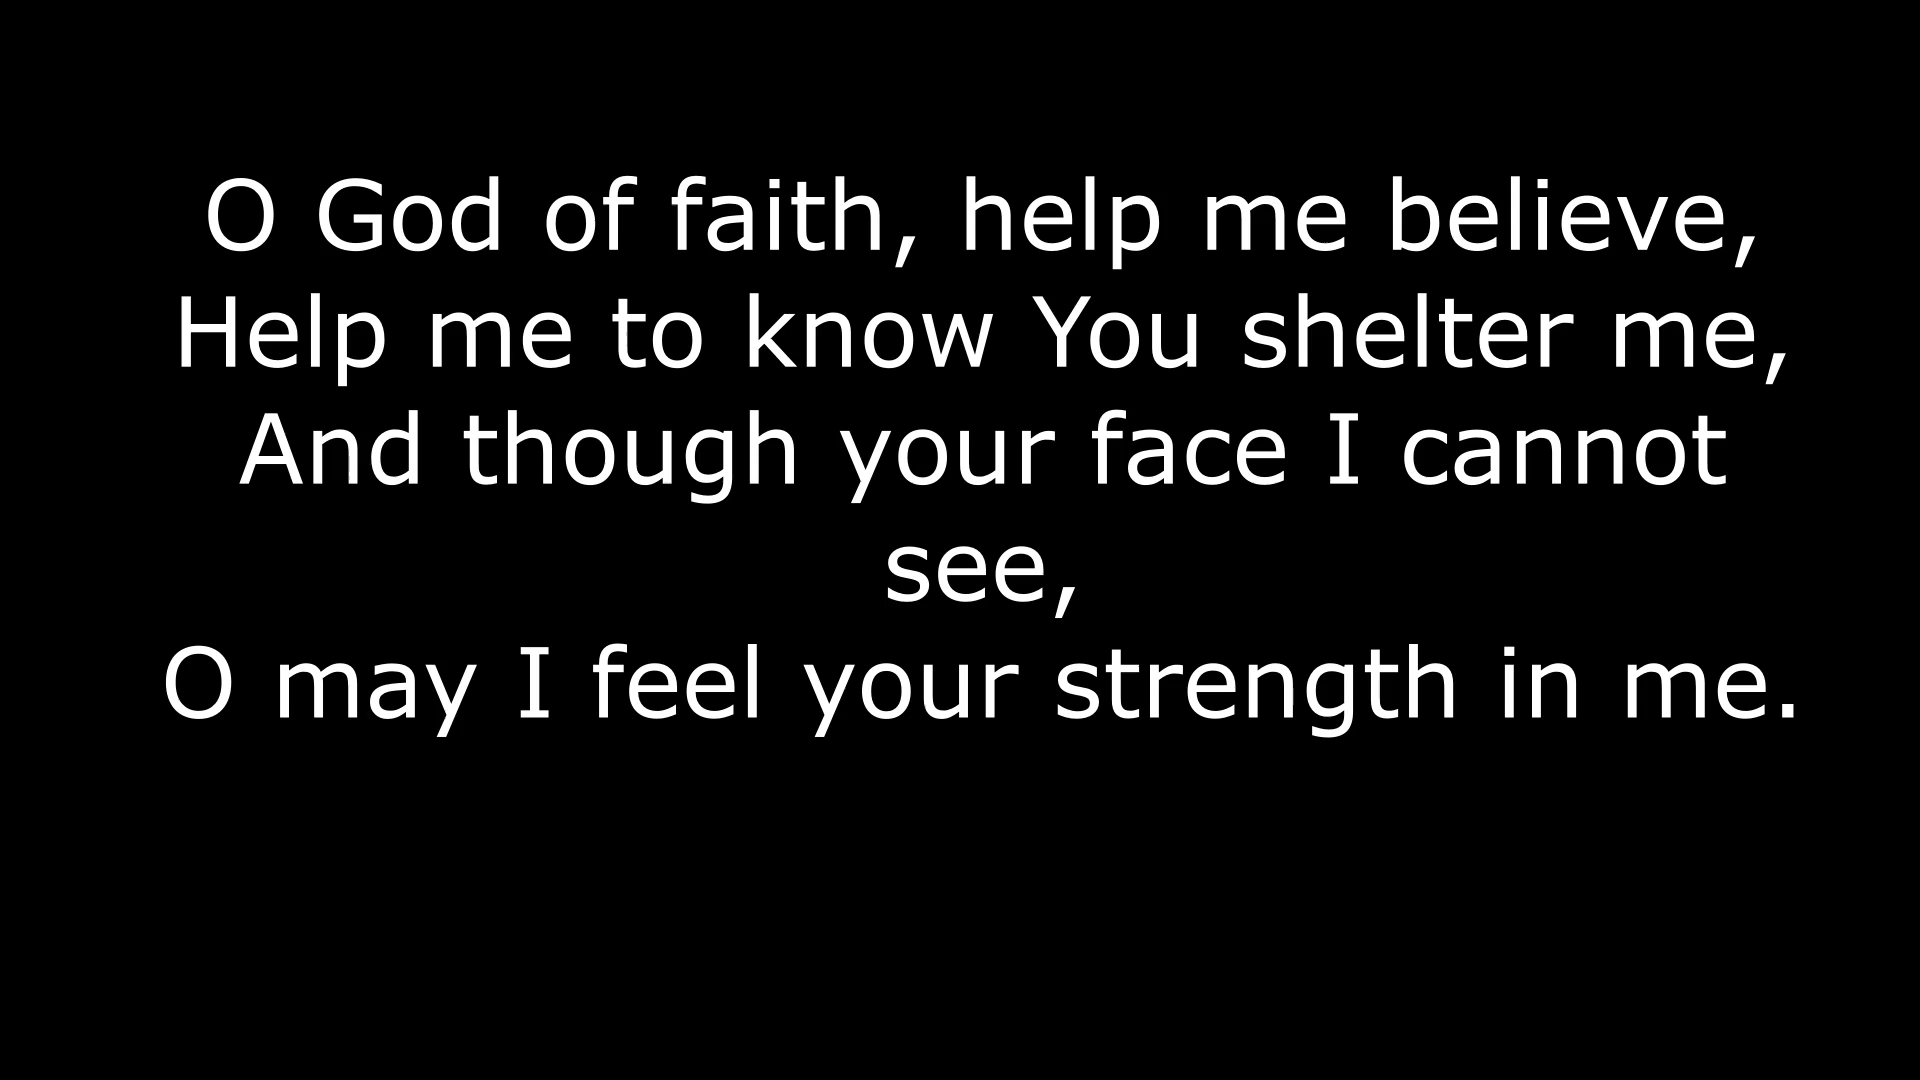 O God of faith, help me believe,
Help me to know You shelter me,
And though your face I cannot
see,
O may I feel your strength in me.